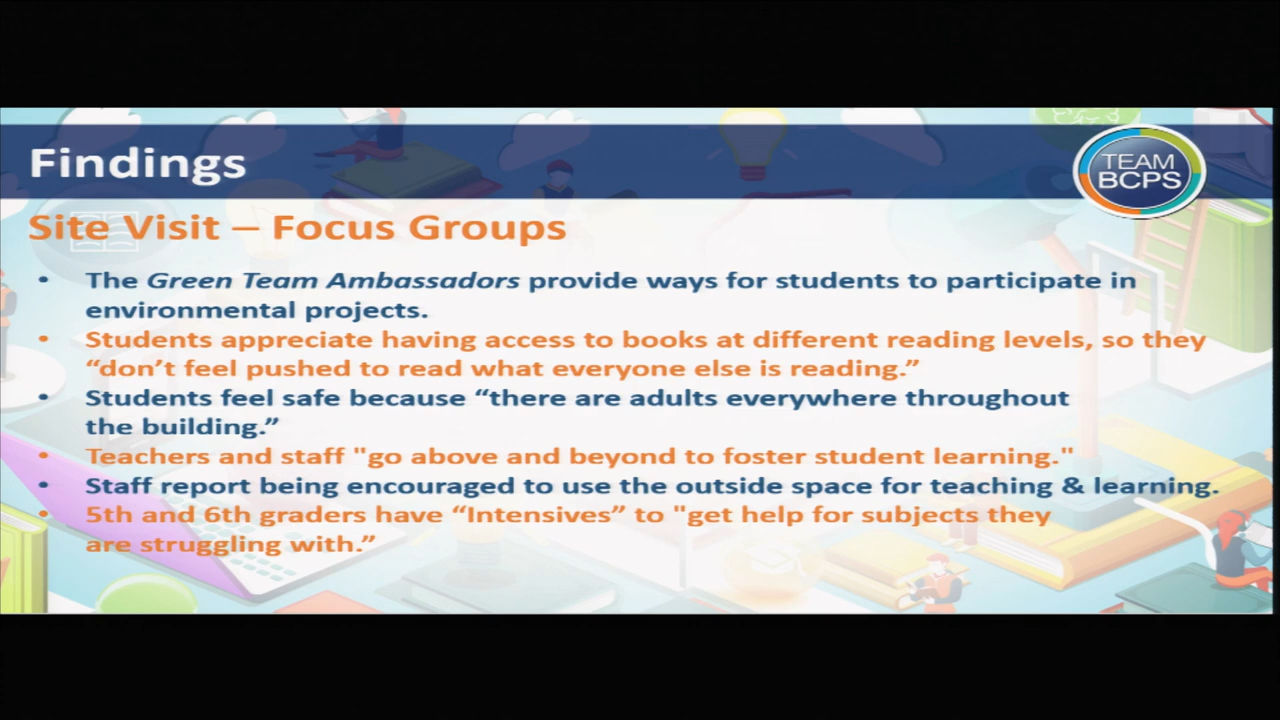 Findings
TEAM
BCPS
Site Visit – Focus Groups
• The Green Team Ambassadors provide ways for students to participate in
environmental projects.
• Students appreciate having access to books at different reading levels, so they
“don’t feel pushed to read what everyone else is reading.”
• Students feel safe because “there are adults everywhere throughout
the building.”
• Teachers and staff "go above and beyond to foster student learning."
• Staff report being encouraged to use the outside space for teaching & learning.
• 5th and 6th graders have “Intensives” to "get help for subjects they
are struggling with.”